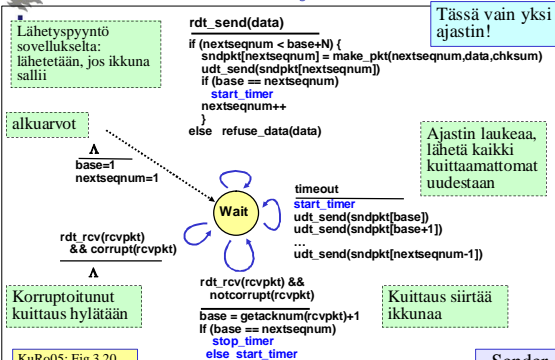 Lähetyspyyntö
sovellukselta:
lähetetään, jos ikkuna
sallii
rdt_send(data)
if (nextseqnum < base+N) {
sndpkt[nextseqnum] = make_pkt(nextseqnum,data,chksum)
udt_send(sndpkt[nextseqnum])
if (base == nextseqnum)
start_timer
nextseqnum++
}
else refuse_data(data)
Tässä vain yksi
ajastin!
alkuarvot
Λ
base=1
nextseqnum=1
Ajastin laukeaa,
lähetä kaikki
kuittaamattomat
uudestaan
Wait
timeout
start_timer
udt_send(sndpkt[base])
udt_send(sndpkt[base+1])
…
udt_send(sndpkt[nextseqnum-1])
rdt_rcv(rcvpkt)
&& corrupt(rcvpkt)
Λ
Korruptoitunut
kuittaus hylätään
rdt_rcv(rcvpkt) &&
notcorrupt(rcvpkt)
base = getacknum(rcvpkt)+1
If (base == nextseqnum)
stop_timer
else start_timer
Kuittaus siirtää
ikkunaa
KuRo05: Fig 3.20
Sender